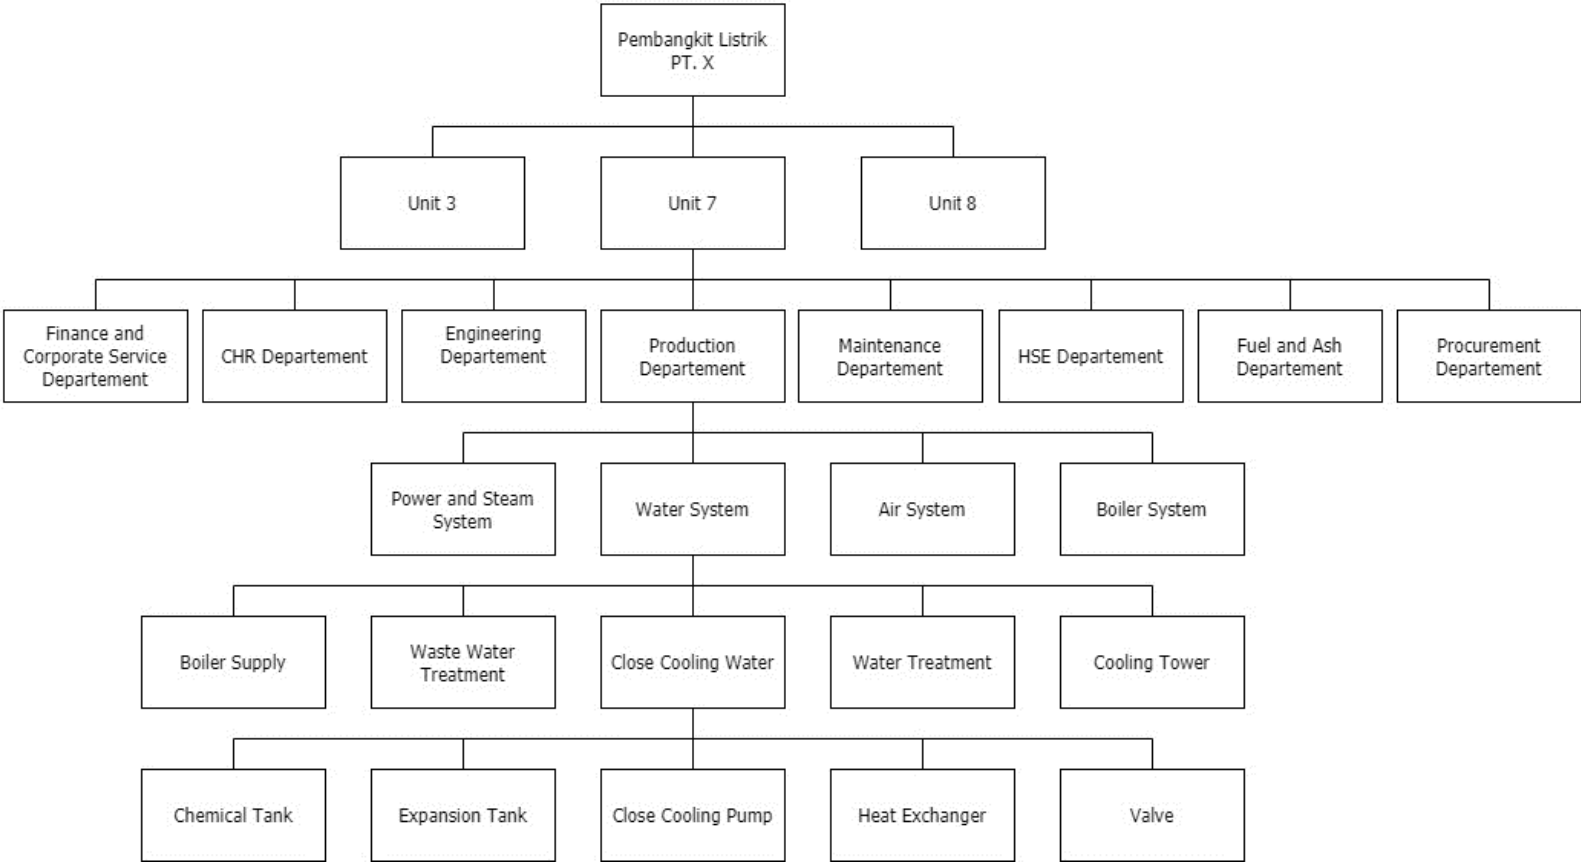 Pembangkit Listrik
PT. X
Unit 3
Unit 7
Unit 8
Finance and
Corporate Service
Departement
CHR Departement
Engineering
Departement
Production
Departement
Maintenance
Departement
HSE Departement
Fuel and Ash
Departement
Procurement
Departement
Power and Steam
System
Water System
Air System
Boiler System
Boiler Supply
Waste Water
Treatment
Close Cooling Water
Water Treatment
Cooling Tower
Chemical Tank
Expansion Tank
Close Cooling Pump
Heat Exchanger
Valve